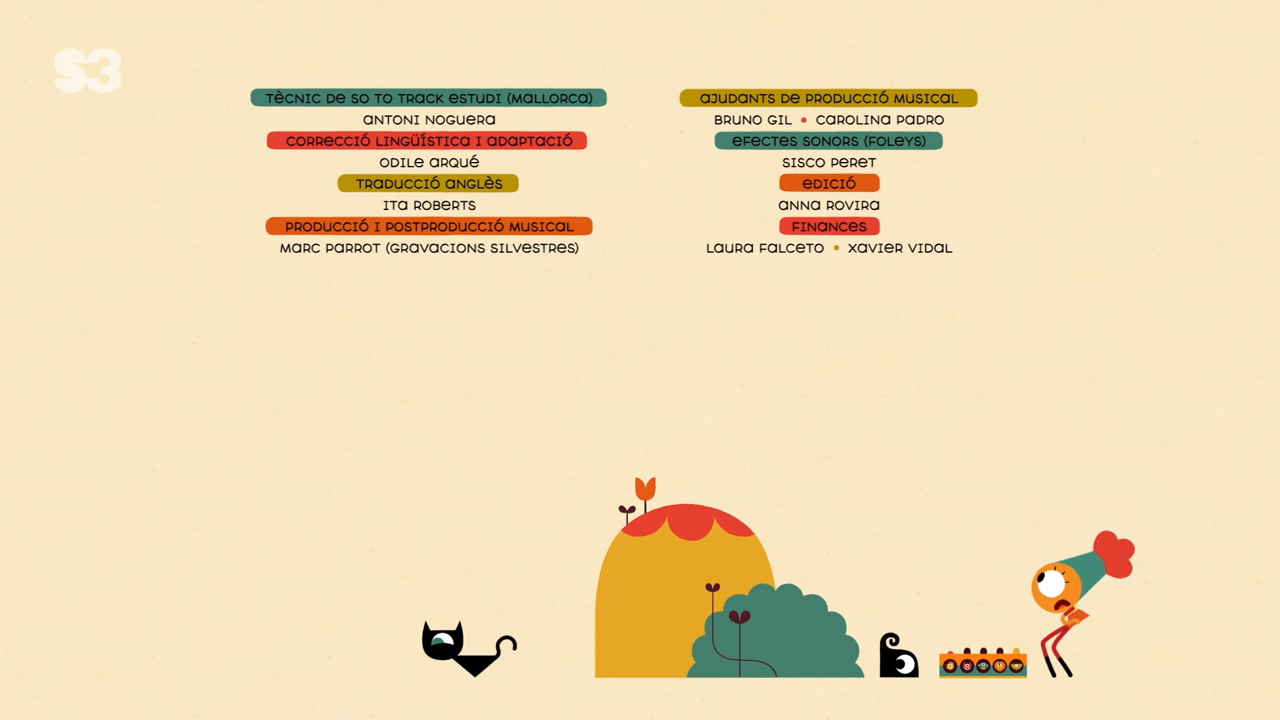 S3
TÈCNIC DE SO TO TRACK ESTUDI (MALLORCA)
ANTONI NOGUERA
CORRECCIÓ LINGÜÍSTICA I ADAPTACIÓ
ODILE ARQUÉ
TRADUCCIÓ ANGLÈS
ITA ROBERTS
PRODUCCIÓ I POSTPRODUCCIÓ MUSICAL
MARC PARROT (GRAVACIONS SILVESTRES)
AJUDANTS DE PRODUCCIÓ MUSICAL
BRUNO GIL • CAROLINA PADRO
EFECTES SONORS (FOLEYS)
SISCO PERET
EDICIÓ
ANNA ROVIRA
FINANCES
LAURA FALCETO • XAVIER VIDAL